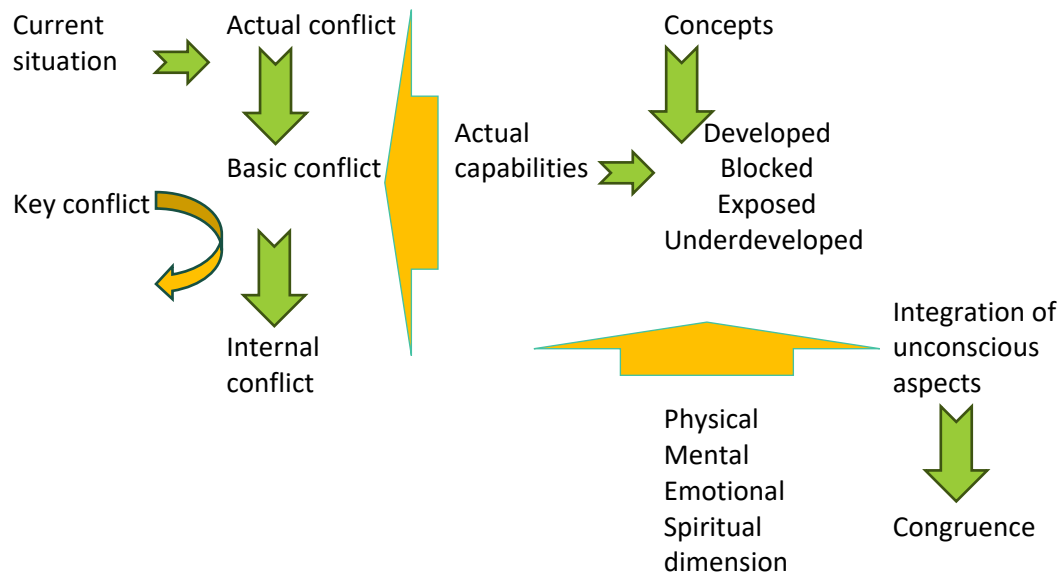 Current
situation
Actual conflict
Basic conflict
Key conflict
Internal
conflict
Actual
capabilities
Concepts
Developed
Blocked
Exposed
Underdeveloped
Physical
Mental
Emotional
Spiritual
dimension
Integration of
unconscious
aspects
Congruence